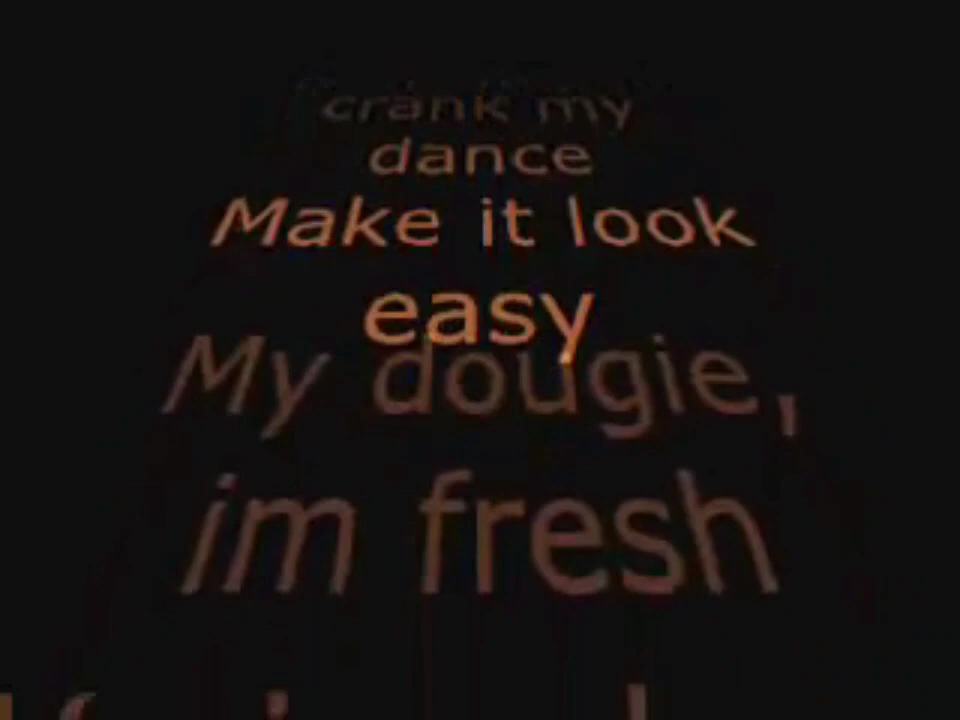 crank my
dance
Make it look
easy
My dougie,
im fresh